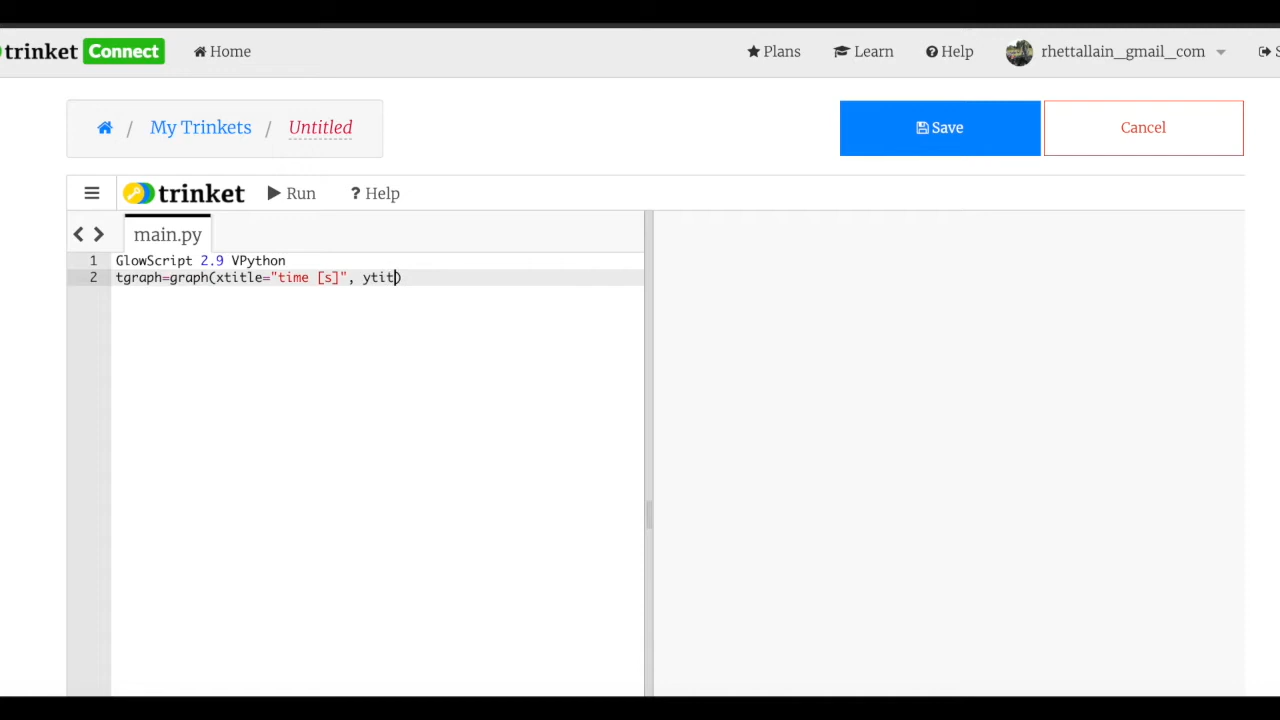 trinket Connect Home Plans Learn Help rhettallain_gmail_com S
/ My Trinkets / Untitled Save Cancel
trinket Run ? Help
main.py
1 GlowScript 2.9 VPython
2 tgraph=graph(xtitle="time [s]", ytit)